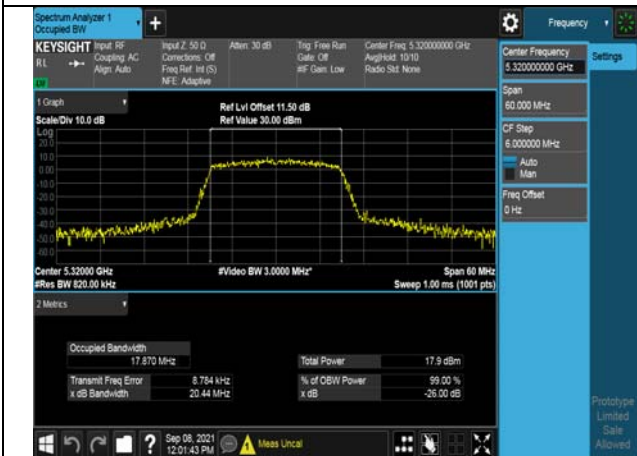 Spectrum Analyzer 1
Occupied BW
+
Frequency
KEYSIGHT
RL
Input: RF
Coupling: AC
Align: Auto
Input Z: 50 Ω
Corrections: Off
Freq Ref: Int (S)
NFE: Adaptive
Atten: 30 dB
Trig: Free Run
Gate: Off
#IF Gain: Low
Center Freq: 5.320000000 GHz
Avg|Hold: 10/10
Radio Std: None
1 Graph
Scale/Div 10.0 dB
Ref Lvl Offset 11.50 dB
Ref Value 30.00 dBm
Log
20.0
10.0
0.00
-10.0
-20.0
-30.0
-40.0
-50.0
-60.0
Center 5.32000 GHz
#Res BW 820.00 kHz
#Video BW 3.0000 MHz*
Span 60 MHz
Sweep 1.00 ms (1001 pts)
2 Metrics
Occupied Bandwidth
17.870 MHz
Transmit Freq Error
8.784 kHz
x dB Bandwidth
20.44 MHz
Total Power
17.9 dBm
% of OBW Power
99.00 %
x dB
-26.00 dB
Center Frequency
5.320000000 GHz
Settings
Span
60.000 MHz
CF Step
6.000000 MHz
Auto
Man
Freq Offset
0 Hz
Prototype
Limited
Sale
Allowed
?
Sep 08, 2021
12:01:43 PM
Meas Uncal